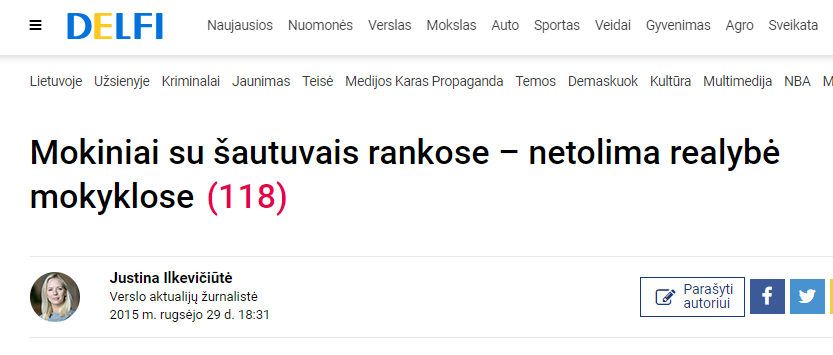 DELFI Naujausios Nuomonės Verslas Mokslas Auto Sportas Veidai Gyvenimas Agro Sveikata
Lietuvoje Užsienyje Kriminalai Jaunimas Teisė Medijos Karas Propaganda Temos Demaskuok Kultūra Multimedija NBA M
Mokiniai su šautuvais rankose – netolima realybė
mokyklose (118)
Justina Ilkevičiūtė
Verslo aktualijų žurnalistė
2015 m. rugsėjo 29 d. 18:31
Parašyti
autoriui